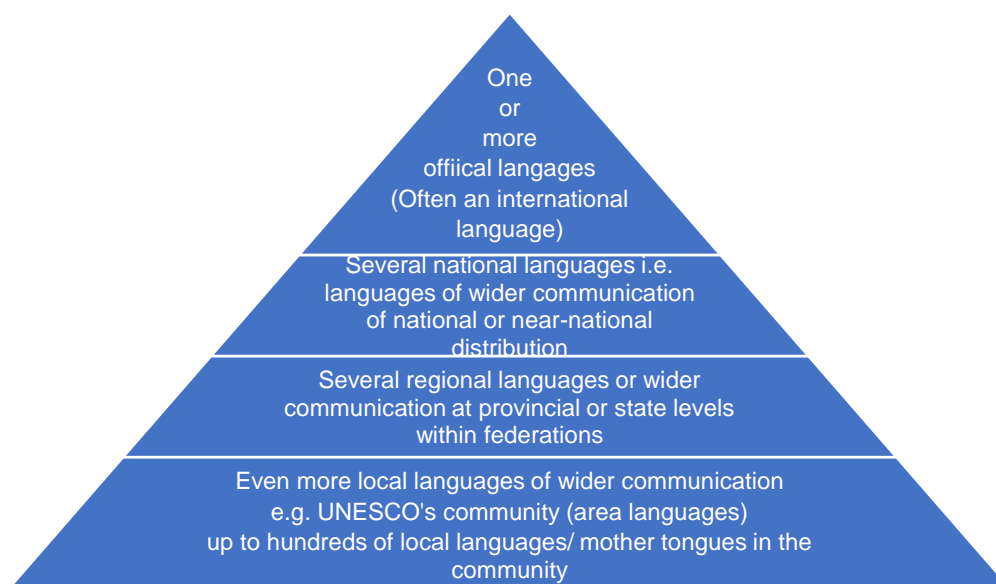 One
or
more
offiical langages
(Often an international
language)
Several national languages i.e.
languages of wider communication
of national or near-national
distribution
Several regional languages or wider
communication at provincial or state levels
within federations
Even more local languages of wider communication
e.g. UNESCO's community (area languages)
up to hundreds of local languages/ mother tongues in the
community